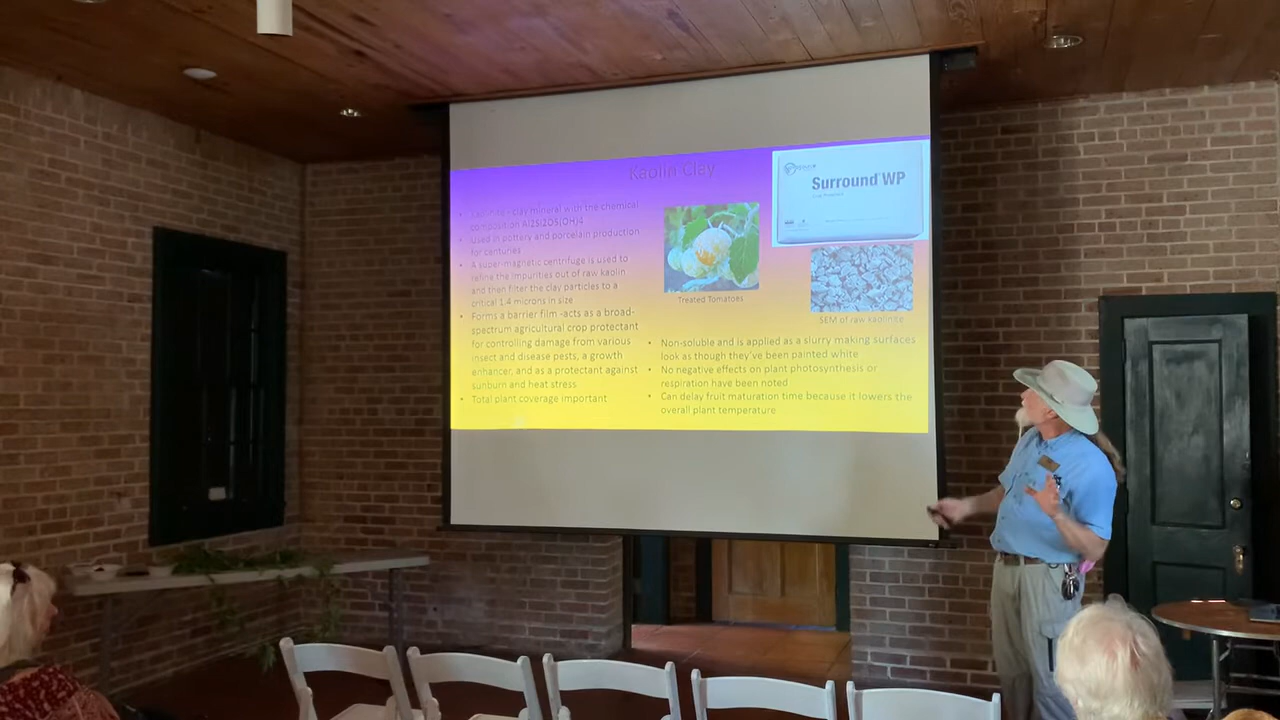 Kaolin Clay
clay mineral with the chemical
composition Al2Si2O5(OH)4
• Used in pottery and porcelain production
for centuries
• A super-magnetic centrifuge is used to
refine the impurities out of raw kaolin
and then filter the clay particles to a
critical 1.4 microns in size
• Forms a barrier film -acts as a broad-
spectrum agricultural crop protectant
for controlling damage from various
insect and disease pests, a growth
enhancer, and as a protectant against
sunburn and heat stress
• Total plant coverage important
Treated Tomatoes
Surround WP
SEM of raw kaolinite
• Non-soluble and is applied as a slurry making surfaces
look as though they've been painted white
• No negative effects on plant photosynthesis or
respiration have been noted
• Can delay fruit maturation time because it lowers the
overall plant temperature